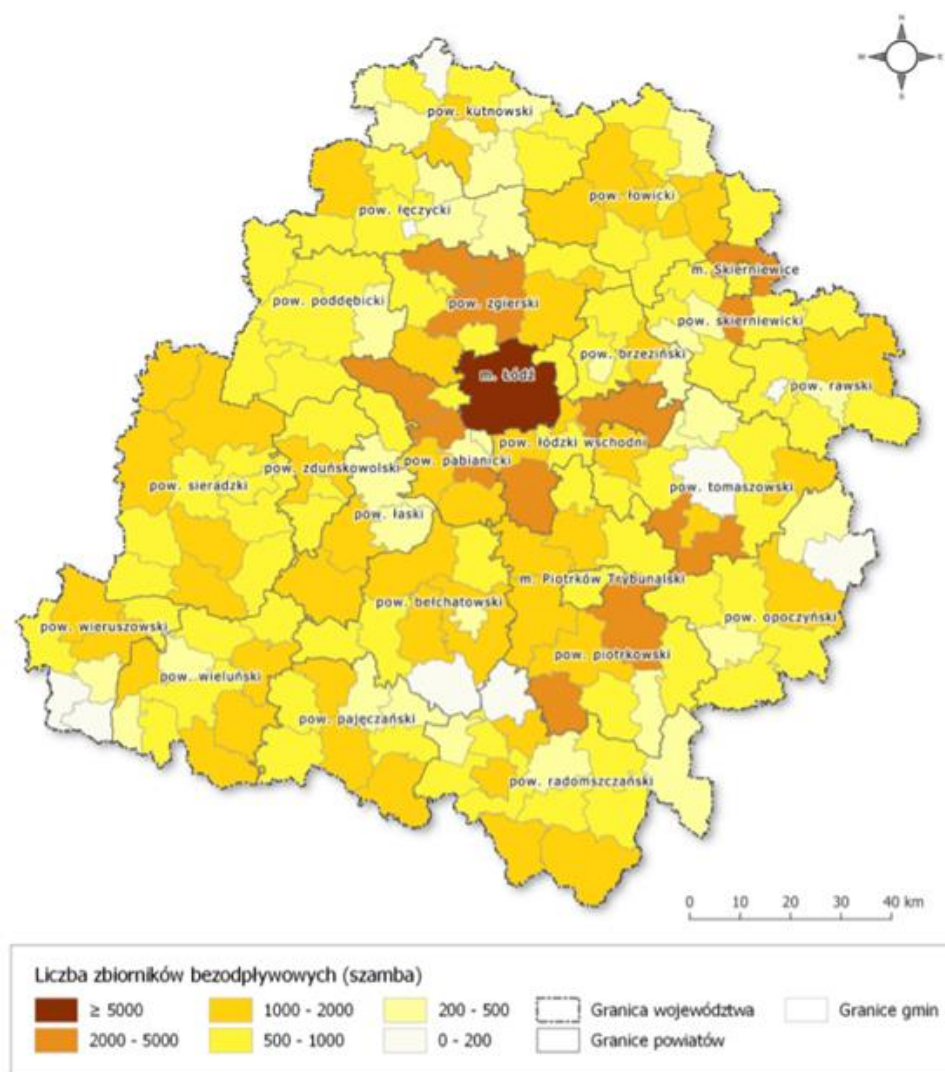 N
W
E
S
pow. kutnowski
pow. łowicki
pow. łęczycki
m. Skierniewice
pow. poddębicki
pow. zgierski
pow. skierniewicki
pow. brzeziński
m. Łódź
pow. rawski
pow. łódzki wschodni
pow. pabianicki
pow. zduńskowolski
pow. sieradzki
pow. tomaszowski
pow. łaski
m. Piotrków Trybunalski
pow. bełchatowski
pow. opoczyński
pow. wieruszowski
pow. piotrkowski
pow. wieluński
pow. pajęczański
pow. radomszczański
0 10 20 30 40 km
Liczba zbiorników bezodpływowych (szamba)
≥ 5000 1000 - 2000 200 - 500 Granica województwa Granice gmin
2000 - 5000 500 - 1000 0 - 200 Granice powiatów